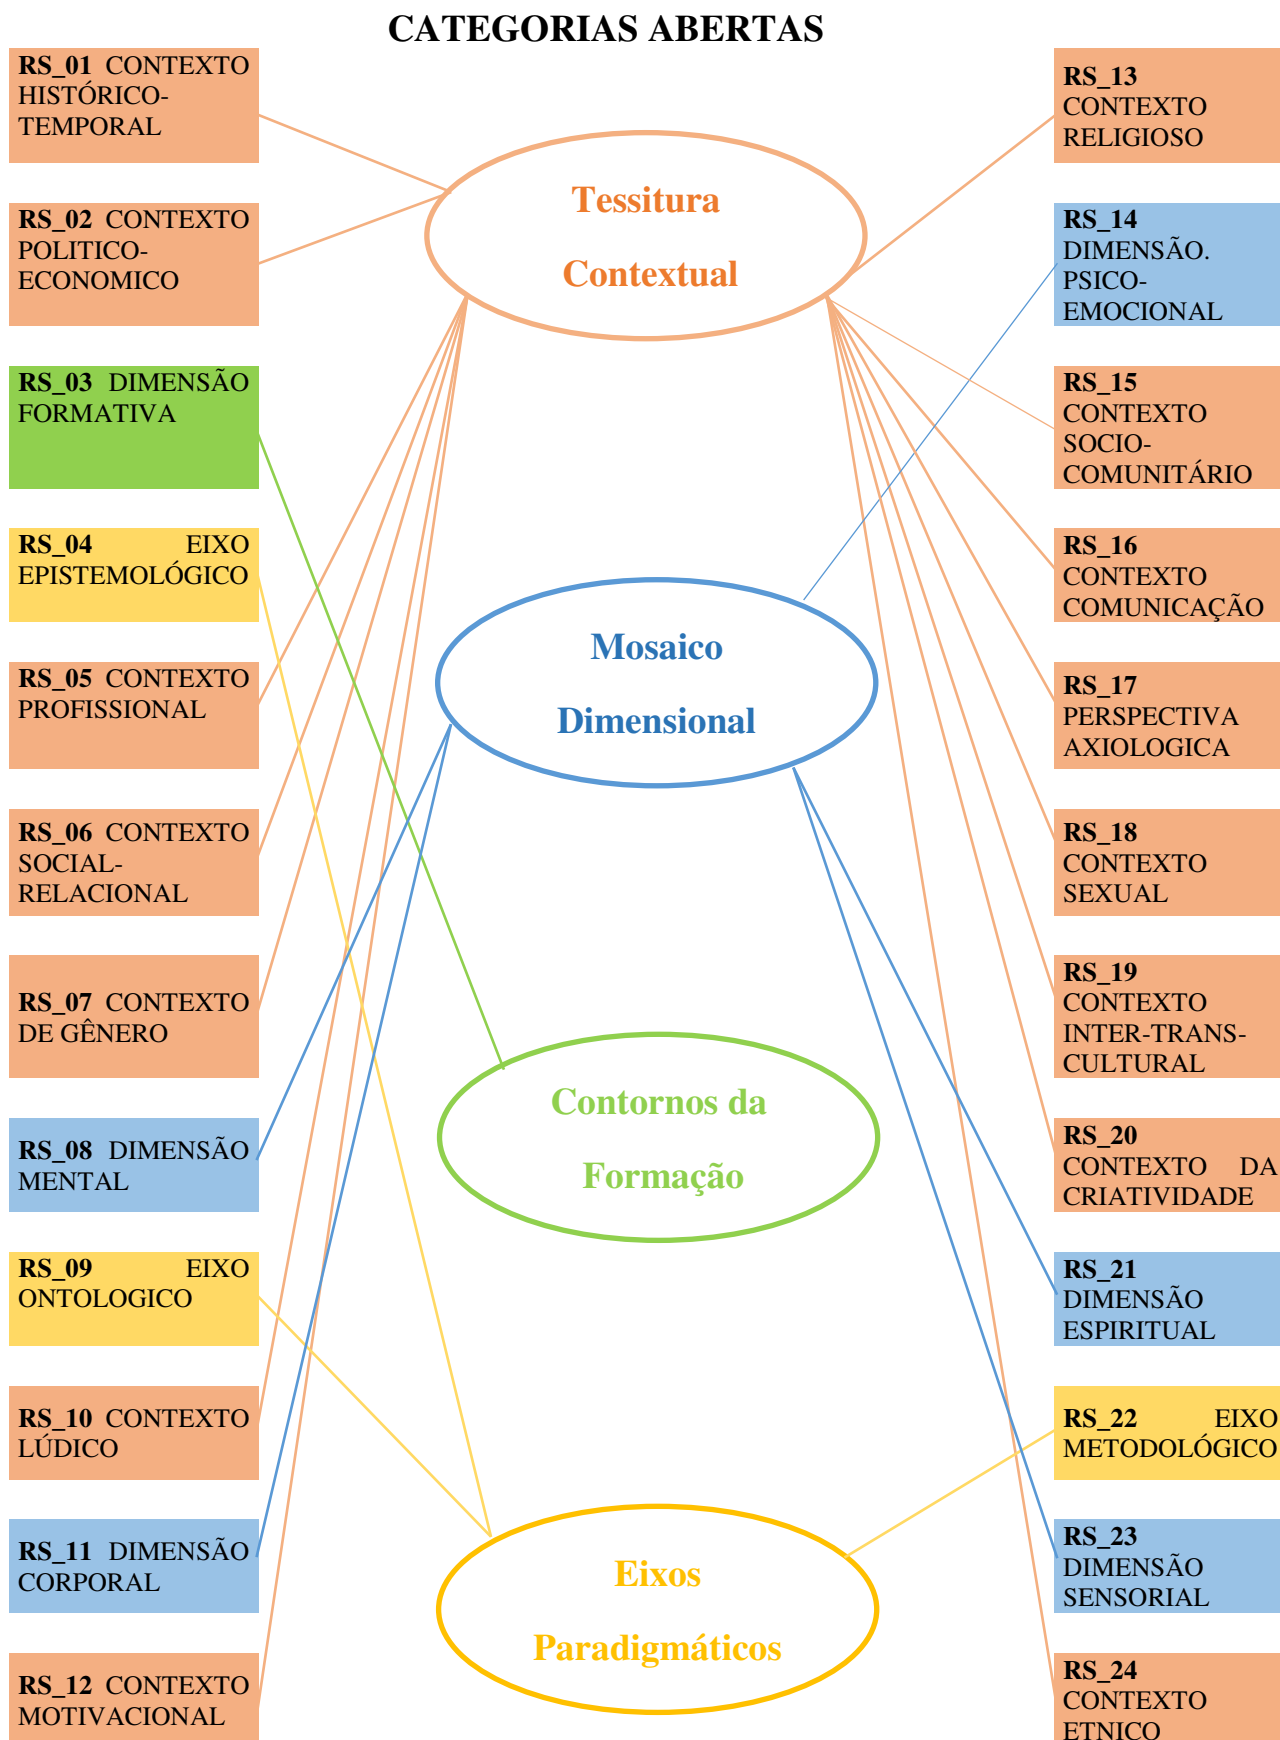 CATEGORIAS ABERTAS
RS_01 CONTEXTO
HISTÓRICO-
TEMPORAL
RS_02 CONTEXTO
POLITICO-
ECONOMICO
RS_03 DIMENSÃO
FORMATIVA
RS_04 EIXO
EPISTEMOLÓGICO
RS_05 CONTEXTO
PROFISSIONAL
RS_06 CONTEXTO
SOCIAL-
RELACIONAL
RS_07 CONTEXTO
DE GÊNERO
RS_08 DIMENSÃO
MENTAL
RS_09 EIXO
ONTOLOGICO
RS_10 CONTEXTO
LÚDICO
RS_11 DIMENSÃO
CORPORAL
RS_12 CONTEXTO
MOTIVACIONAL
Tessitura
Contextual
Mosaico
Dimensional
Contornos da
Formação
Eixos
Paradigmáticos
RS_13
CONTEXTO
RELIGIOSO
RS_14
DIMENSÃO.
PSICO-
EMOCIONAL
RS_15
CONTEXTO
SOCIO-
COMUNITÁRIO
RS_16
CONTEXTO
COMUNICAÇÃO
RS_17
PERSPECTIVA
AXIOLOGICA
RS_18
CONTEXTO
SEXUAL
RS_19
CONTEXTO
INTER-TRANS-
CULTURAL
RS_20
CONTEXTO DA
CRIATIVIDADE
RS_21
DIMENSÃO
ESPIRITUAL
RS_22 EIXO
METODOLÓGICO
RS_23
DIMENSÃO
SENSORIAL
RS_24
CONTEXTO
ETNICO